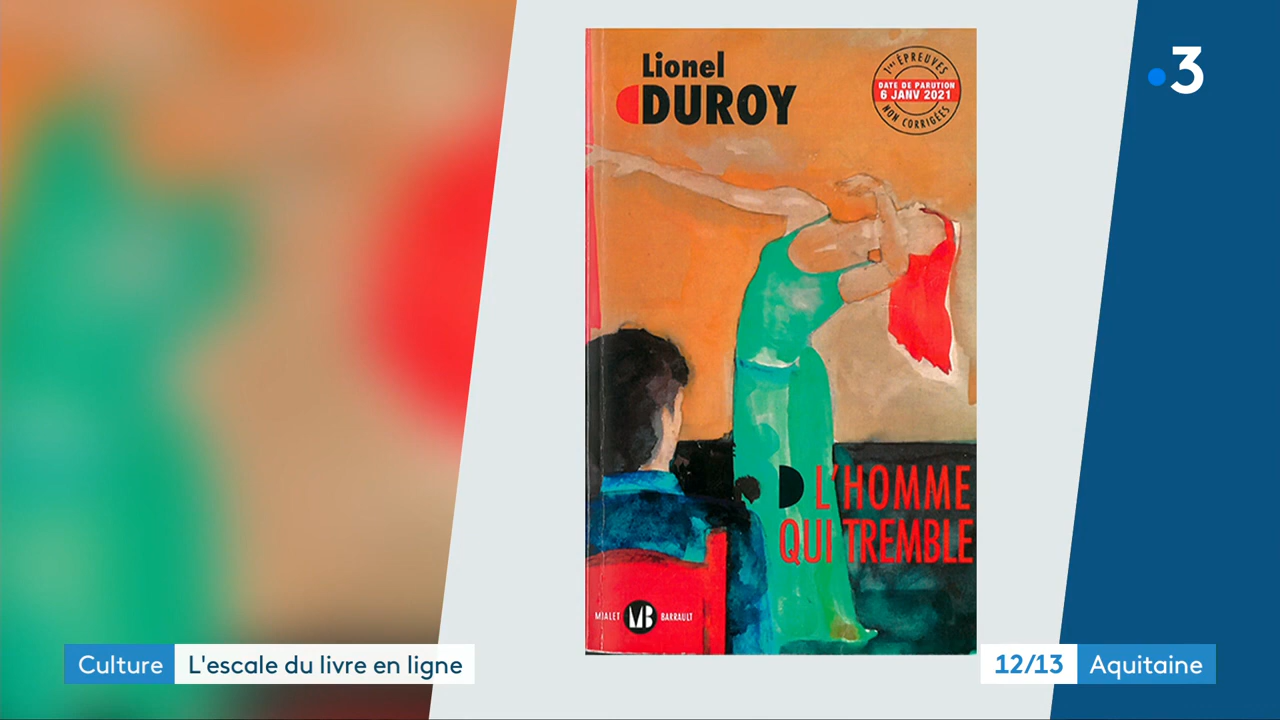 Lionel
DUROY
1res ÉPREUVES
DATE DE PARUTION
6 JANV 2021
NON CORRIGÉES
3
L'HOMME
QUI TREMBLE
MIALET MB BARRAULT
Culture L'escale du livre en ligne
12/13 Aquitaine